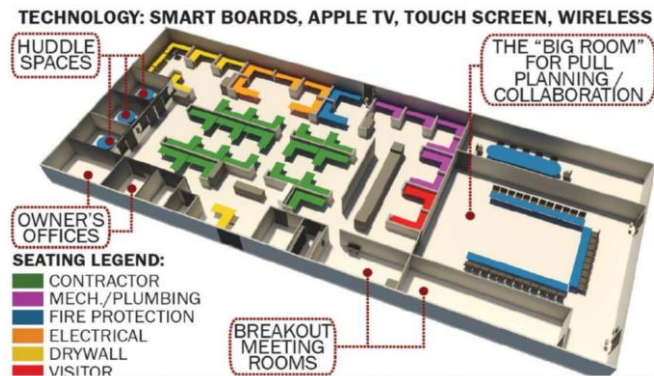 TECHNOLOGY: SMART BOARDS, APPLE TV, TOUCH SCREEN, WIRELESS
HUDDLE
SPACES
THE “BIG ROOM”
FOR PULL
PLANNING /
COLLABORATION
OWNER’S
OFFICES
SEATING LEGEND:
CONTRACTOR
MECH./PLUMBING
FIRE PROTECTION
ELECTRICAL
DRYWALL
VISITOR
BREAKOUT
MEETING
ROOMS